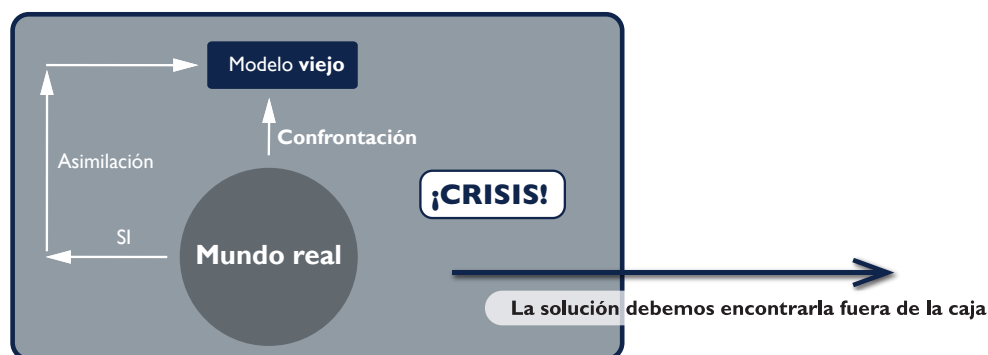 Modelo viejo
Confrontación
Asimilación
¡CRISIS!
SI
Mundo real
La solución debemos encontrarla fuera de la caja